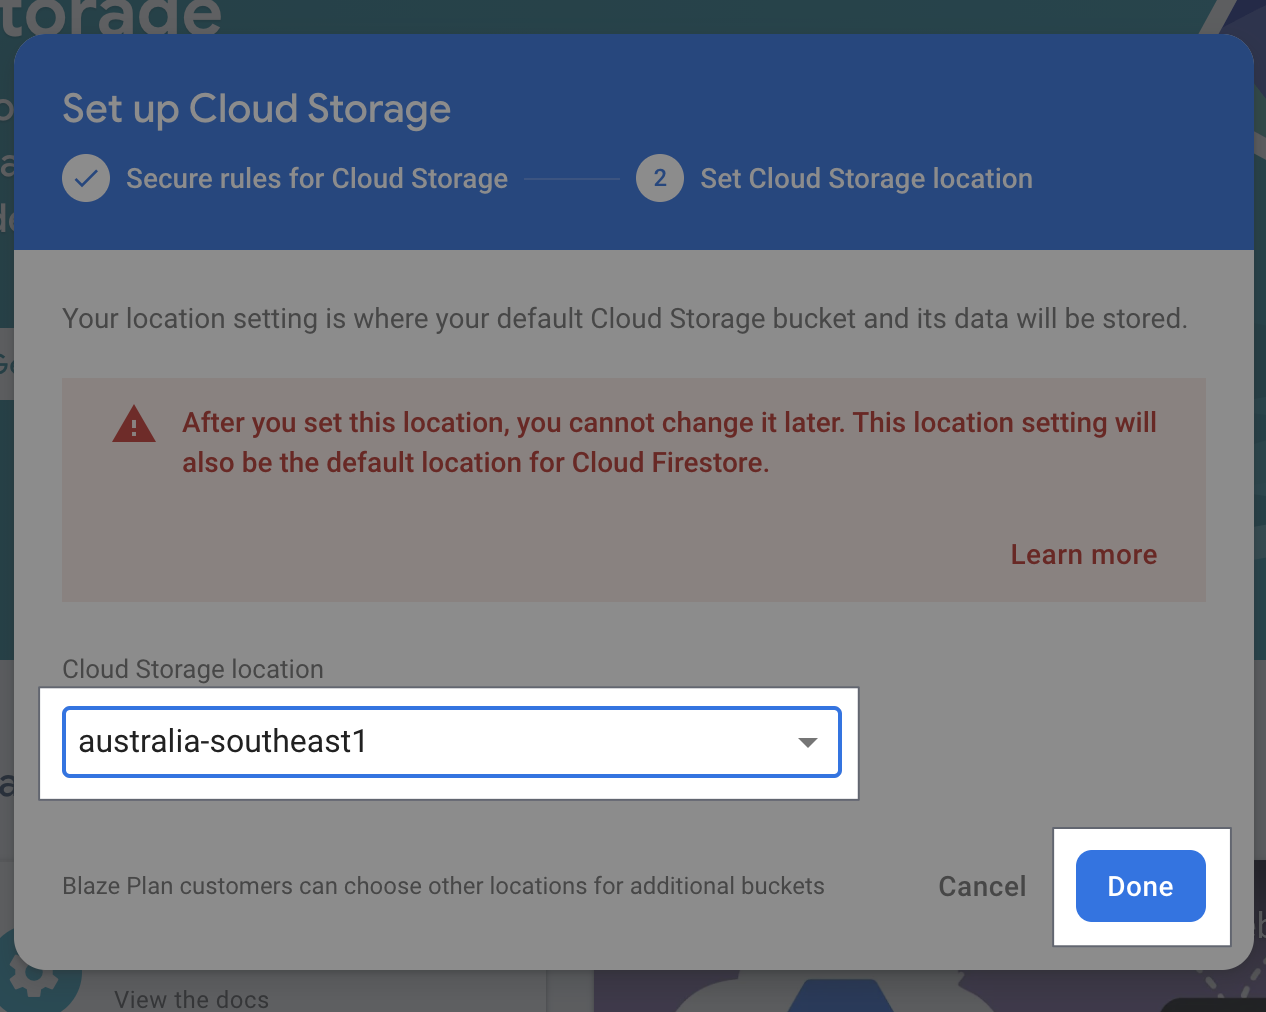 torage
Set up Cloud Storage
Secure rules for Cloud Storage
2
Set Cloud Storage location
Your location setting is where your default Cloud Storage bucket and its data will be stored.
After you set this location, you cannot change it later. This location setting will
also be the default location for Cloud Firestore.
Learn more
Cloud Storage location
australia-southeast1
Blaze Plan customers can choose other locations for additional buckets
Cancel
Done
View the docs